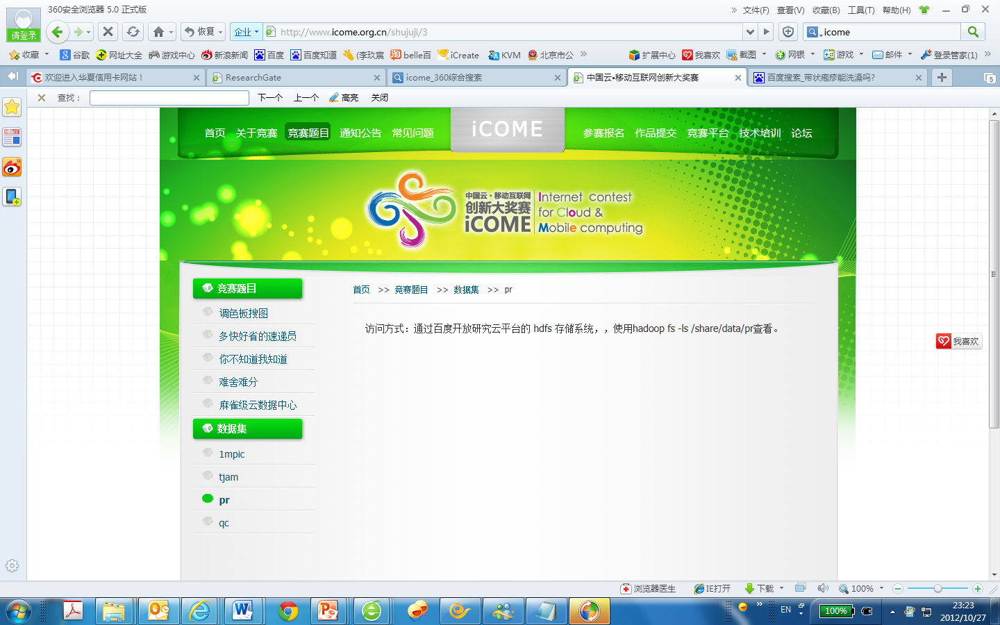 360安全浏览器 5.0 正式版
» 文件(F) 查看(V) 收藏(B) 工具(T) 帮助(H)
请登录
恢复
企业
http://www.icome.org.cn/shujuji/3
icome
收藏 谷歌 网址大全 游戏中心 新浪新闻 百度 百度知道 (李玖宸 belle百 iCreate KVM 北京市公 » 扩展中心 我喜欢 截图 网银 游戏 邮件 登录管家(1) »
欢迎进入华夏信用卡网站！ ResearchGate icome_360综合搜索 中国云•移动互联网创新大奖赛 百度搜索_带状疱疹能洗澡吗? 5
查找： 下一个 上一个 高亮 关闭
NEWS
首页 关于竞赛 竞赛题目 通知公告 常见问题 iCOME 参赛报名 作品提交 竞赛平台 技术培训 论坛
中国云·移动互联网
创新大奖赛
iCOME
Internet contest
for Cloud &
Mobile computing
竞赛题目
调色板搜图
多快好省的速递员
你不知道我知道
难舍难分
麻雀级云数据中心
数据集
1mpic
tjam
pr
qc
首页 >> 竞赛题目 >> 数据集 >> pr
访问方式：通过百度开放研究云平台的 hdfs 存储系统，，使用hadoop fs -ls /share/data/pr查看。
我喜欢
浏览器医生 IE打开 下载 100%
EN
100%
23:23
2012/10/27